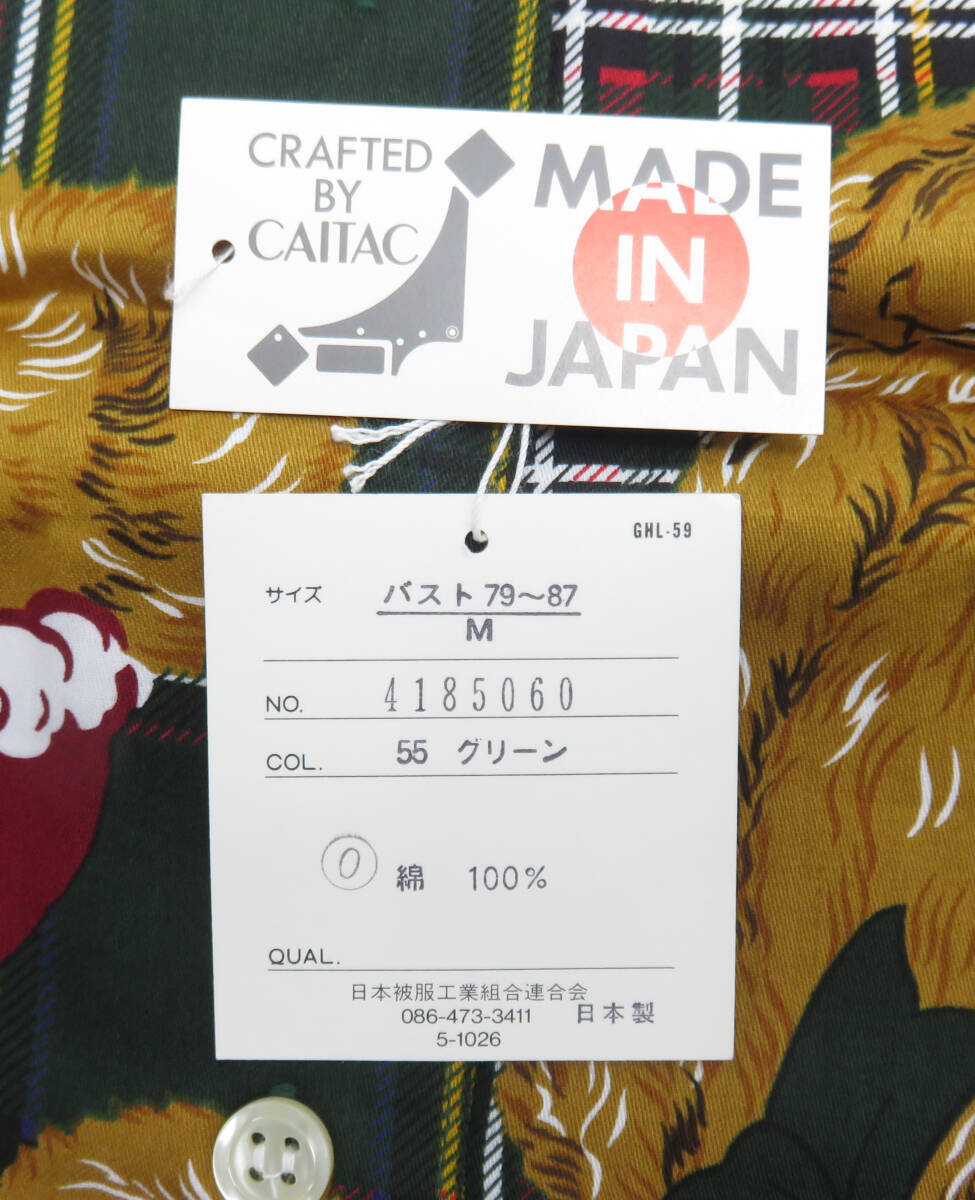 CRAFTED
BY
CAITAC
MADE
IN
JAPAN
GHL-59
サイズ バスト 79～87
M
NO. 4185060
COL. 55 グリーン
0 綿 100%
QUAL.
日本被服工業組合連合会
086-473-3411 日本製
5-1026